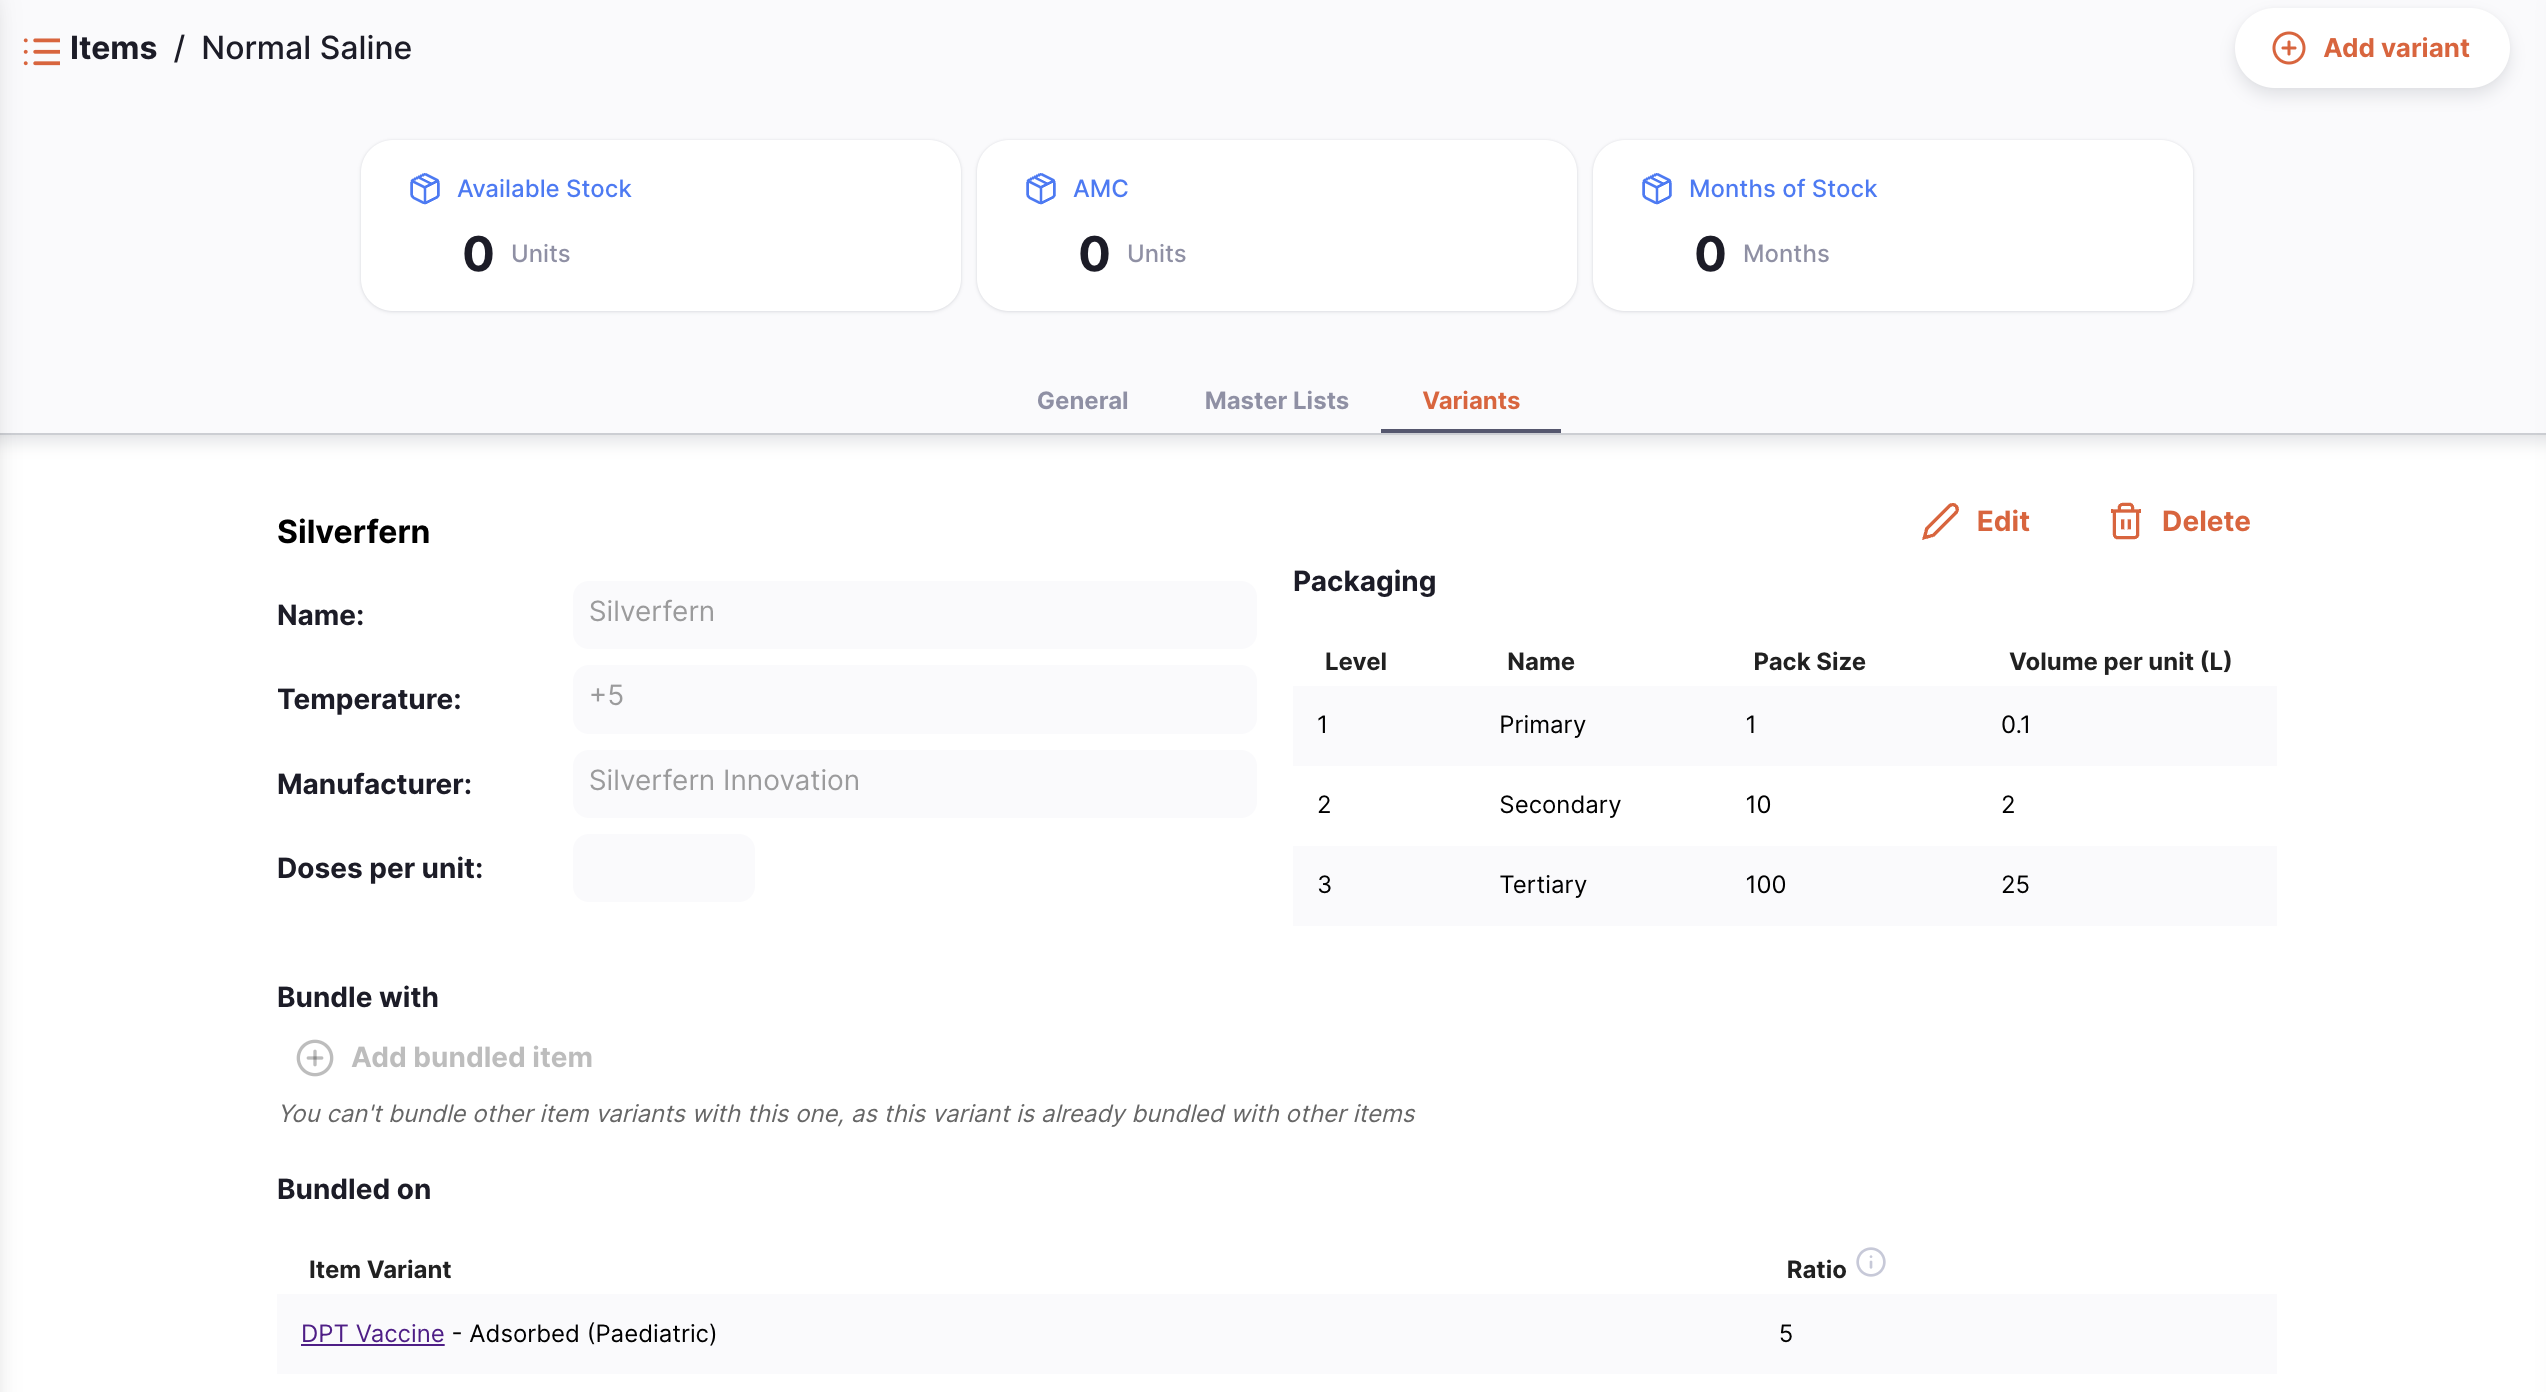 Items / Normal Saline
Add variant
Available Stock
0 Units
AMC
0 Units
Months of Stock
0 Months
General
Master Lists
Variants
Silverfern
Edit
Delete
Name: Silverfern
Temperature: +5
Manufacturer: Silverfern Innovation
Doses per unit:
Packaging
Level Name Pack Size Volume per unit (L)
1 Primary 1 0.1
2 Secondary 10 2
3 Tertiary 100 25
Bundle with
Add bundled item
You can't bundle other item variants with this one, as this variant is already bundled with other items
Bundled on
Item Variant Ratio
DPT Vaccine - Adsorbed (Paediatric) 5